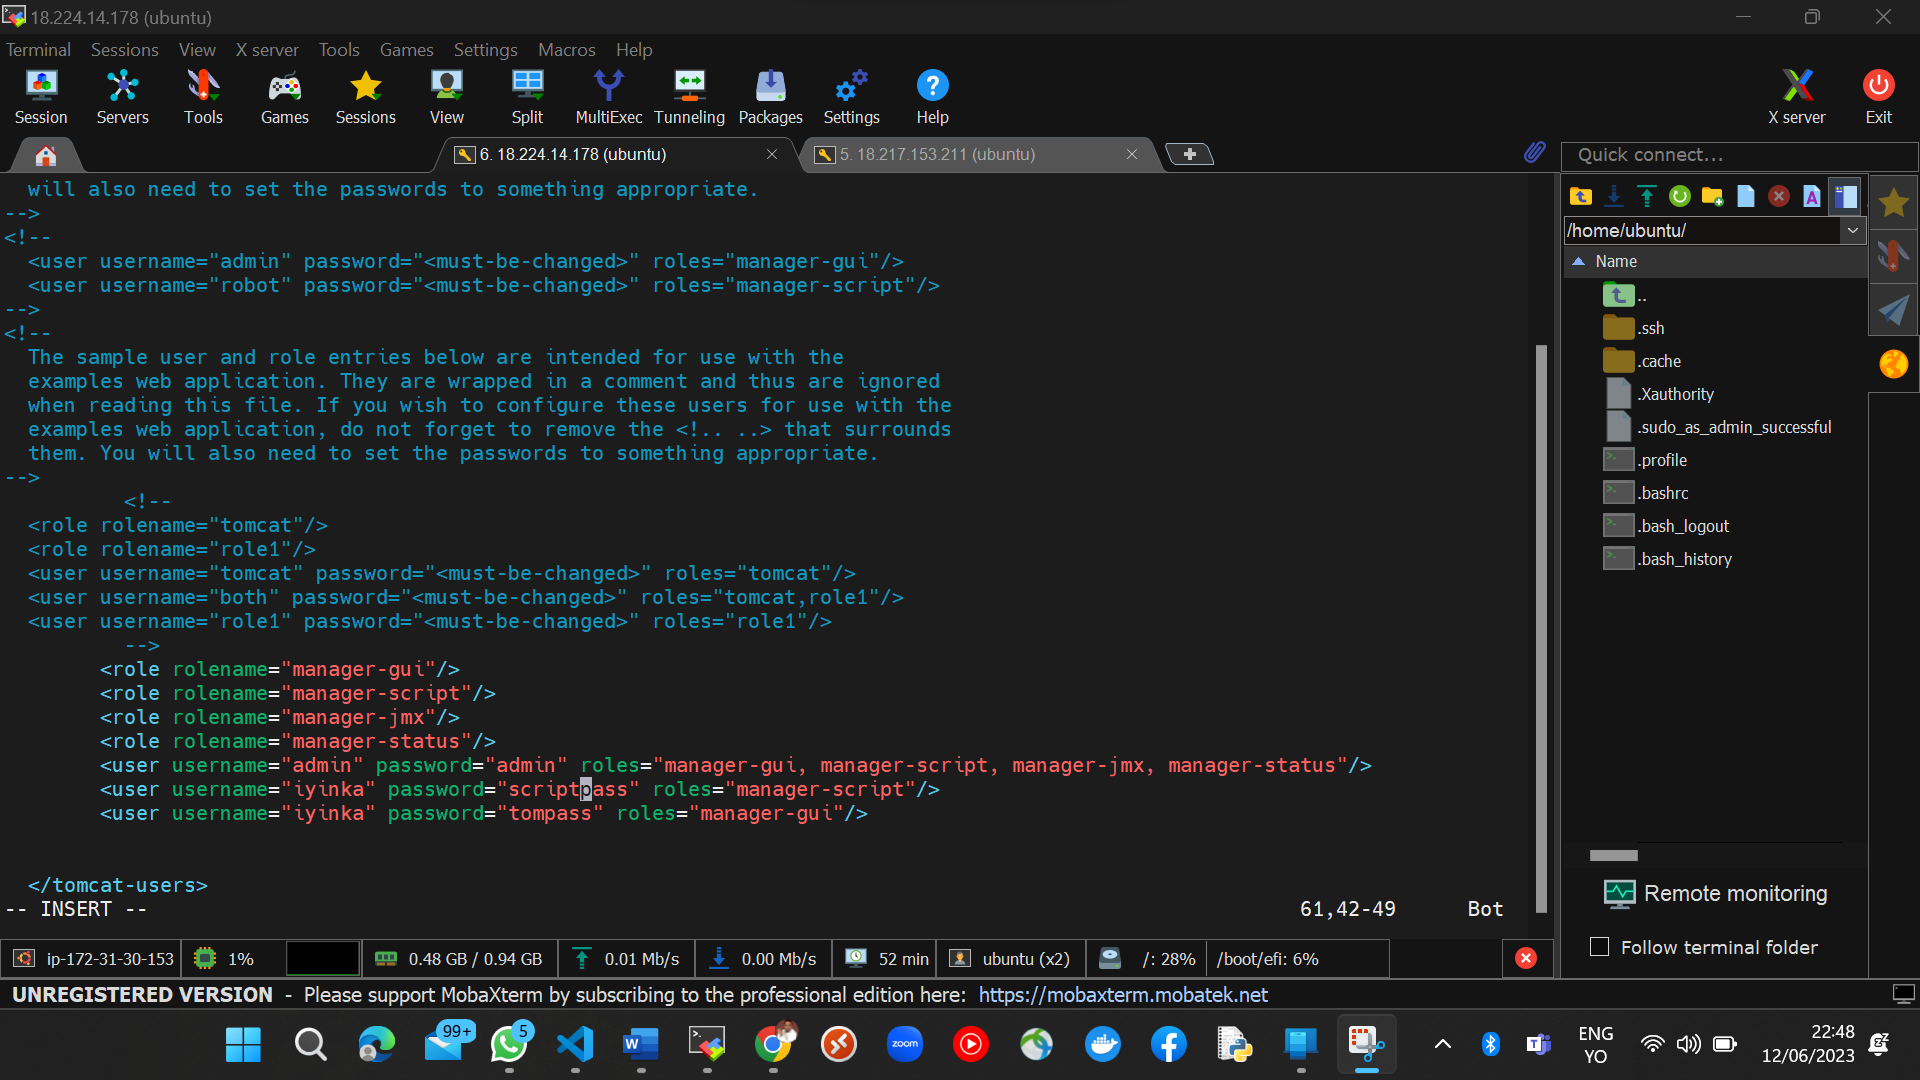 18.224.14.178 (ubuntu)
Terminal Sessions View X server Tools Games Settings Macros Help
Session Servers Tools Games Sessions View Split MultiExec Tunneling Packages Settings Help X server Exit
6. 18.224.14.178 (ubuntu) 5. 18.217.153.211 (ubuntu) Quick connect...
will also need to set the passwords to something appropriate.
-->
<!--
<user username="admin" password="<must-be-changed>" roles="manager-gui"/>
<user username="robot" password="<must-be-changed>" roles="manager-script"/>
-->
<!--
The sample user and role entries below are intended for use with the
examples web application. They are wrapped in a comment and thus are ignored
when reading this file. If you wish to configure these users for use with the
examples web application, do not forget to remove the <!.. ..> that surrounds
them. You will also need to set the passwords to something appropriate.
-->
<!--
<role rolename="tomcat"/>
<role rolename="role1"/>
<user username="tomcat" password="<must-be-changed>" roles="tomcat"/>
<user username="both" password="<must-be-changed>" roles="tomcat,role1"/>
<user username="role1" password="<must-be-changed>" roles="role1"/>
-->
<role rolename="manager-gui"/>
<role rolename="manager-script"/>
<role rolename="manager-jmx"/>
<role rolename="manager-status"/>
<user username="admin" password="admin" roles="manager-gui, manager-script, manager-jmx, manager-status"/>
<user username="iyinka" password="scriptpass" roles="manager-script"/>
<user username="iyinka" password="tompass" roles="manager-gui"/>
</tomcat-users>
-- INSERT -- 61,42-49 Bot
/home/ubuntu/
Name
..
.ssh
.cache
.Xauthority
.sudo_as_admin_successful
.profile
.bashrc
.bash_logout
.bash_history
Remote monitoring
Follow terminal folder
ip-172-31-30-153 1% 0.48 GB / 0.94 GB 0.01 Mb/s 0.00 Mb/s 52 min ubuntu (x2) /: 28% /boot/efi: 6%
UNREGISTERED VERSION - Please support MobaXterm by subscribing to the professional edition here: https://mobaxterm.mobatek.net
99+ 5 zoom
ENG
YO
22:48
12/06/2023